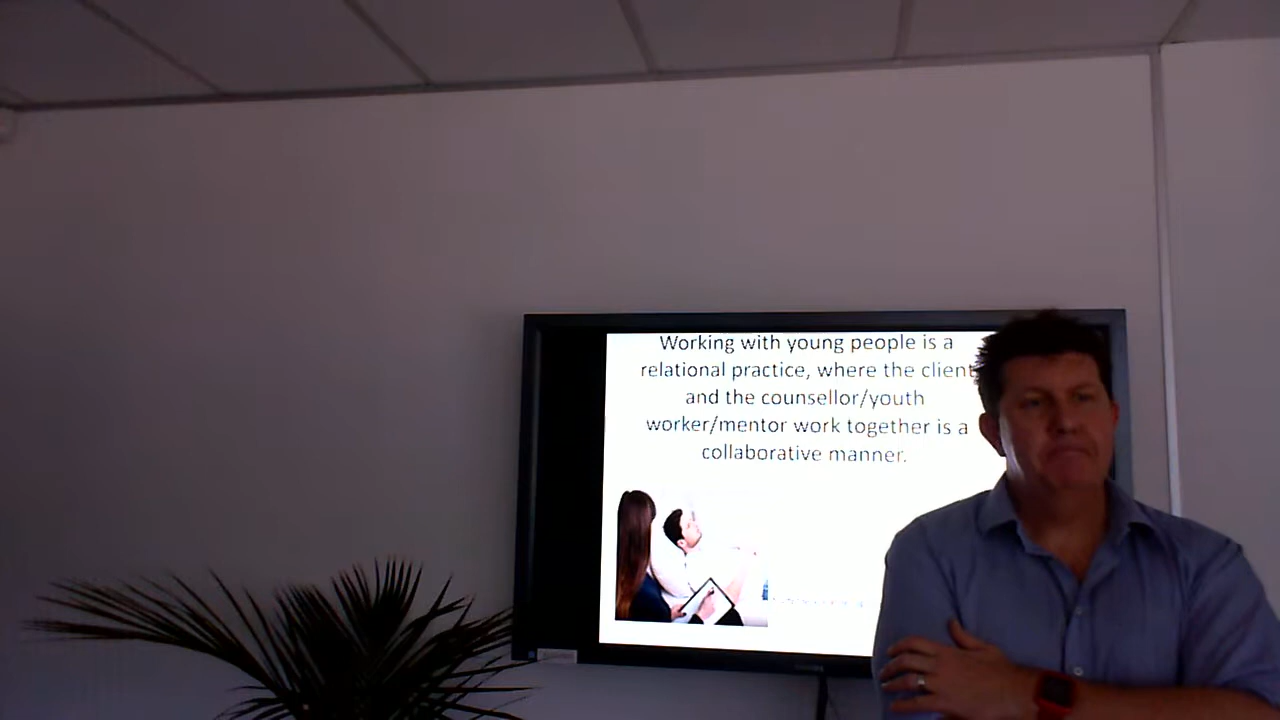 Working with young people is a
relational practice, where the client
and the counsellor/youth
worker/mentor work together is a
collaborative manner.